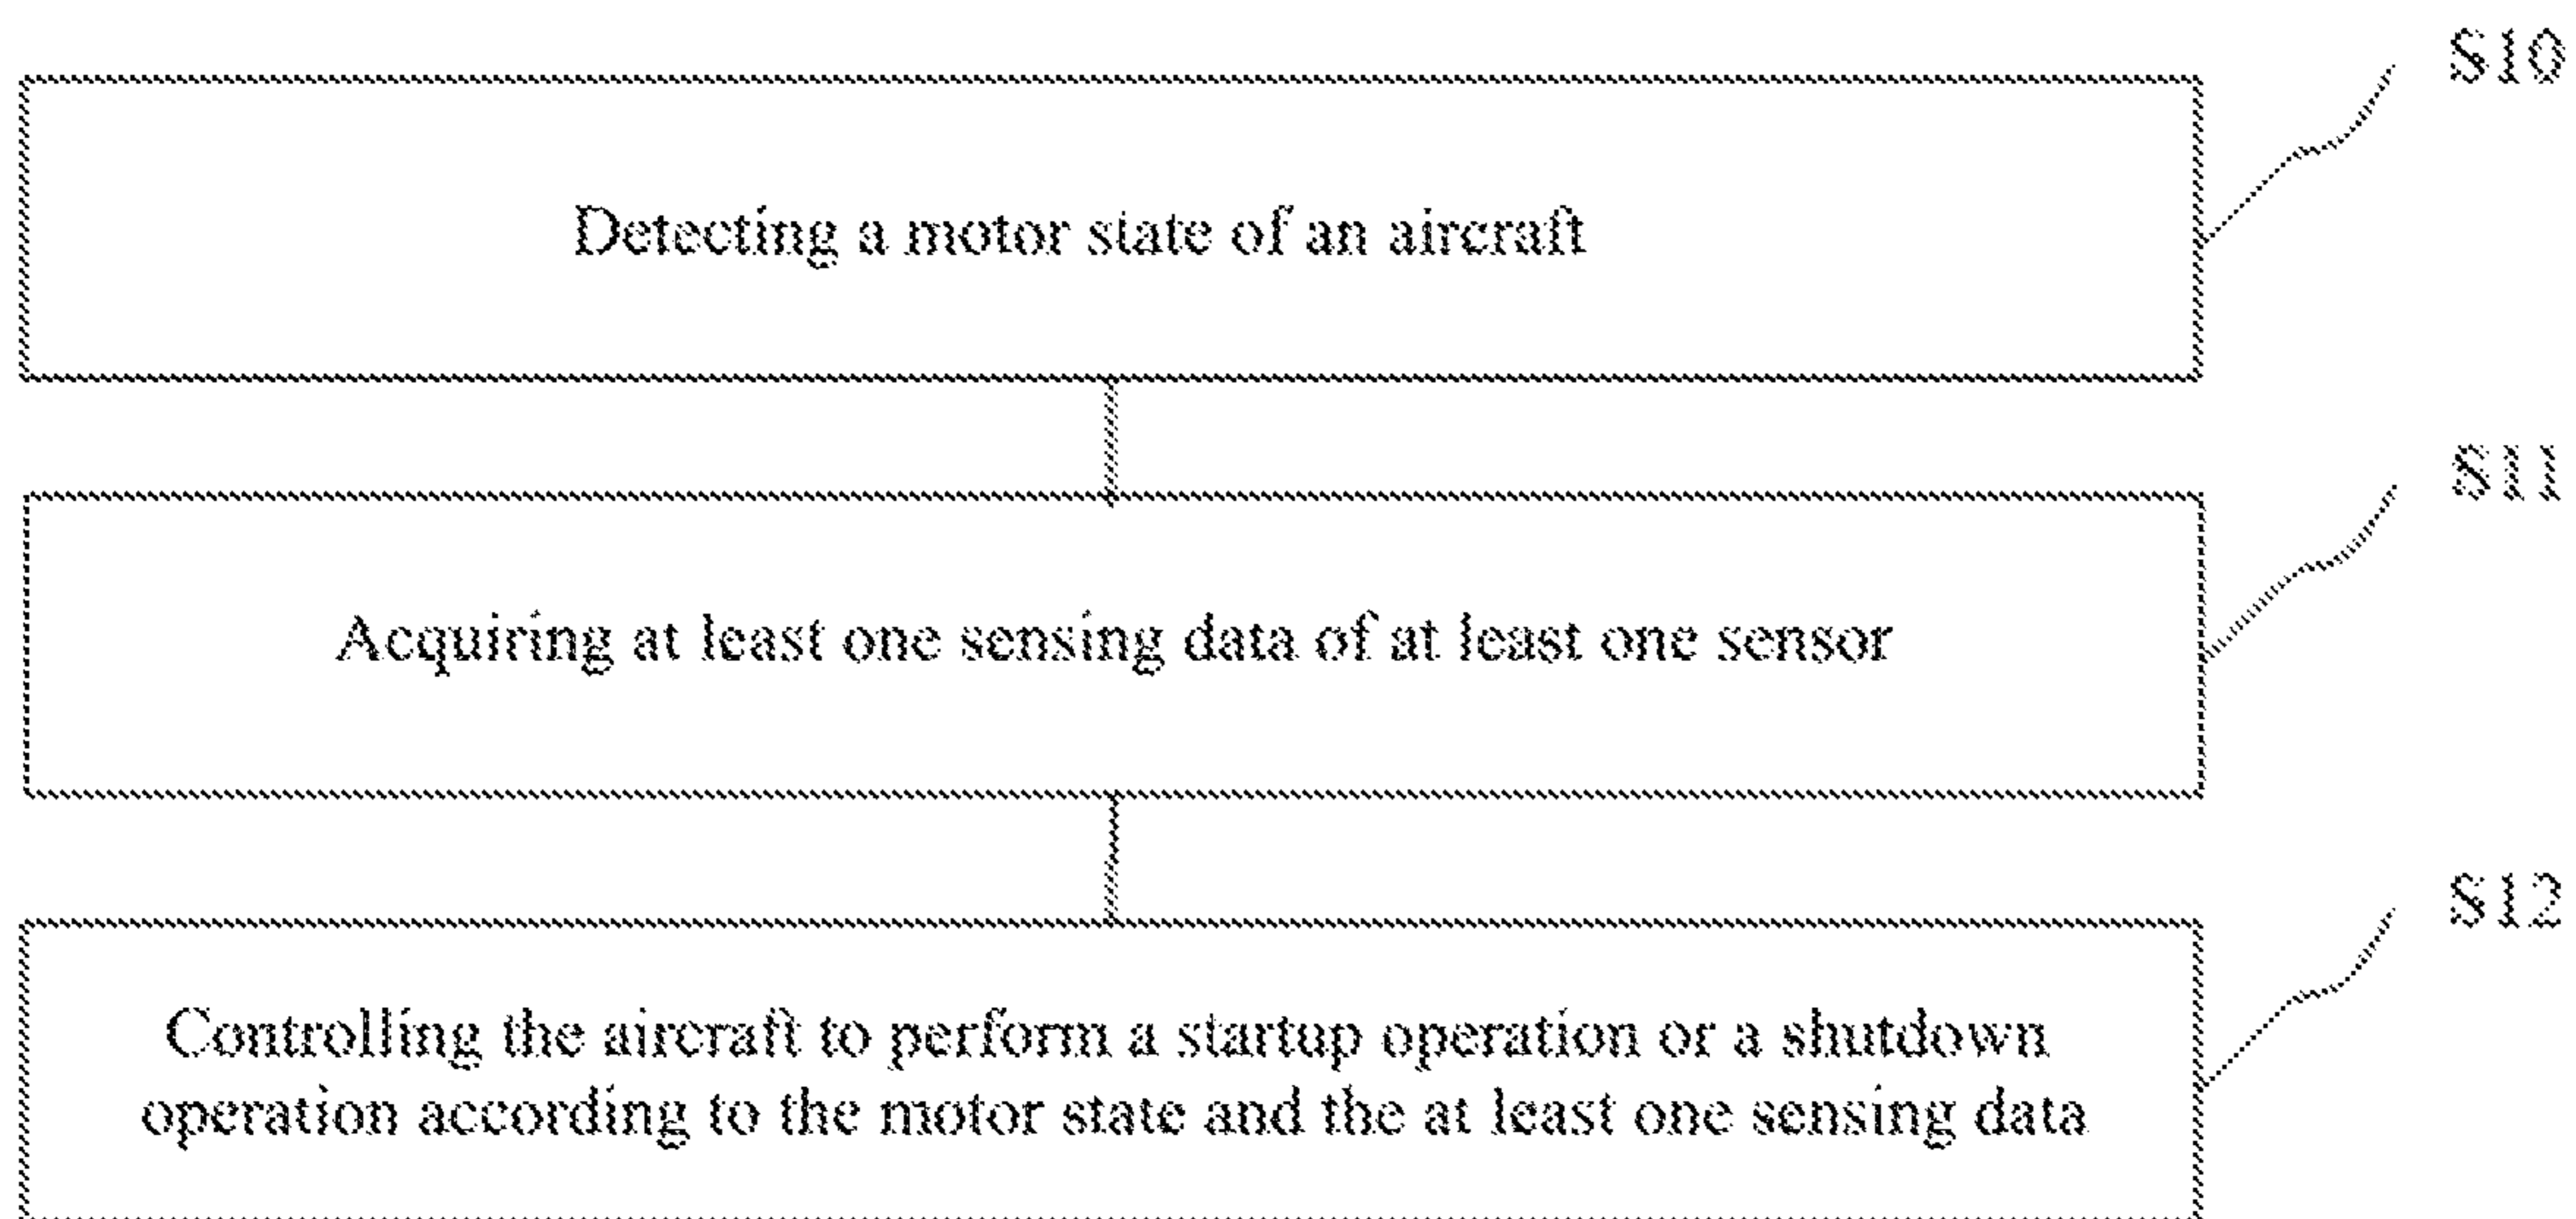 S10
Detecting a motor state of an aircraft
S11
Acquiring at least one sensing data of at least one sensor
S12
Controlling the aircraft to perform a startup operation or a shutdown
operation according to the motor state and the at least one sensing data